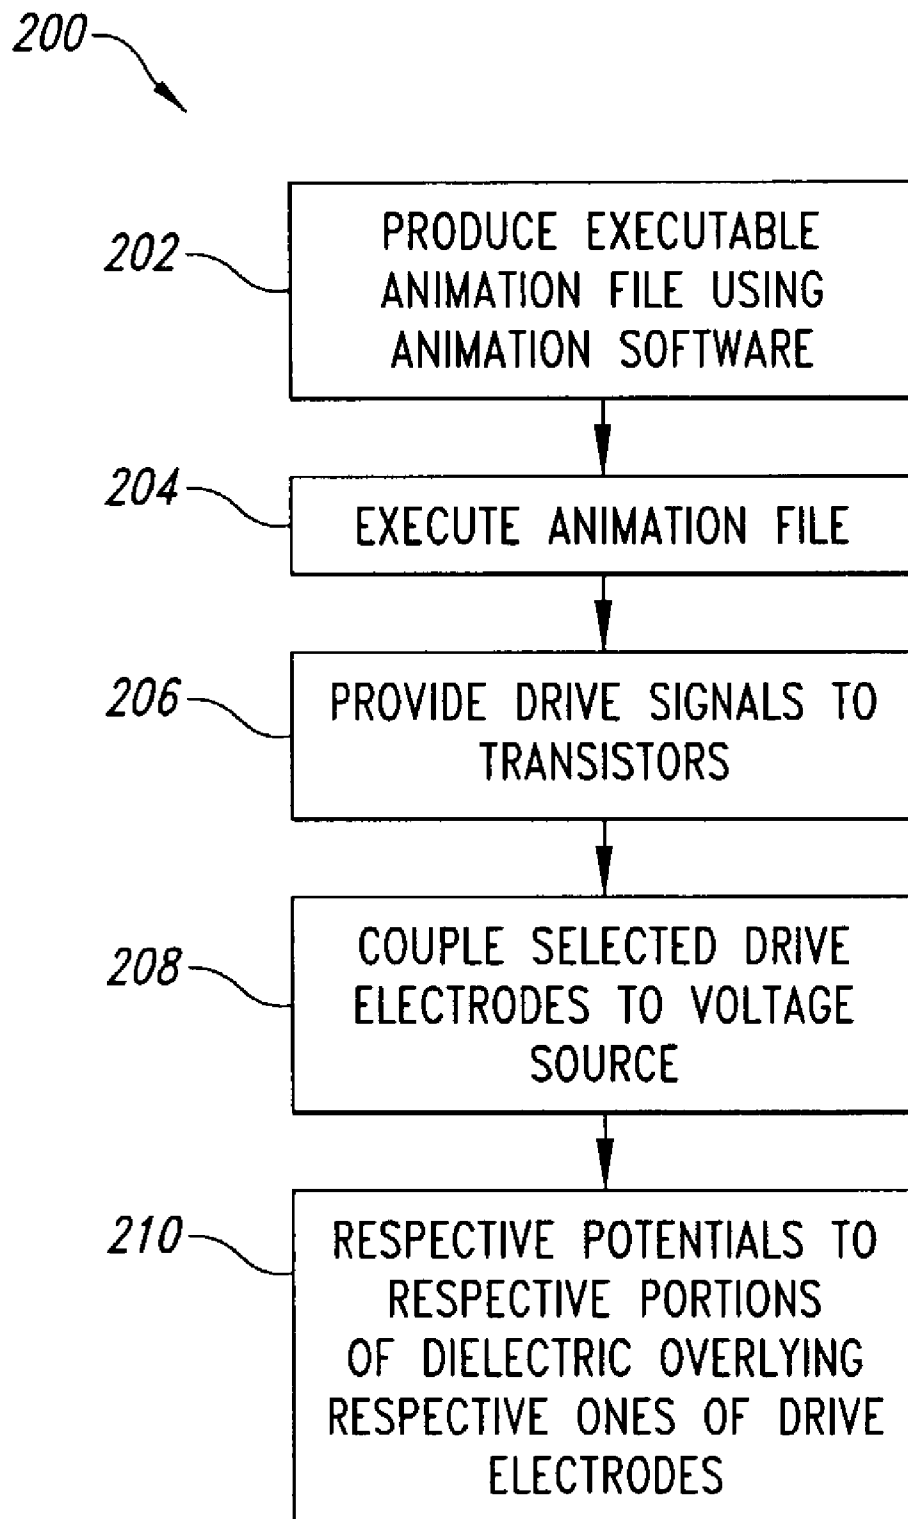 200
202
PRODUCE EXECUTABLE
ANIMATION FILE USING
ANIMATION SOFTWARE
204
EXECUTE ANIMATION FILE
206
PROVIDE DRIVE SIGNALS TO
TRANSISTORS
208
COUPLE SELECTED DRIVE
ELECTRODES TO VOLTAGE
SOURCE
210
RESPECTIVE POTENTIALS TO
RESPECTIVE PORTIONS
OF DIELECTRIC OVERLYING
RESPECTIVE ONES OF DRIVE
ELECTRODES